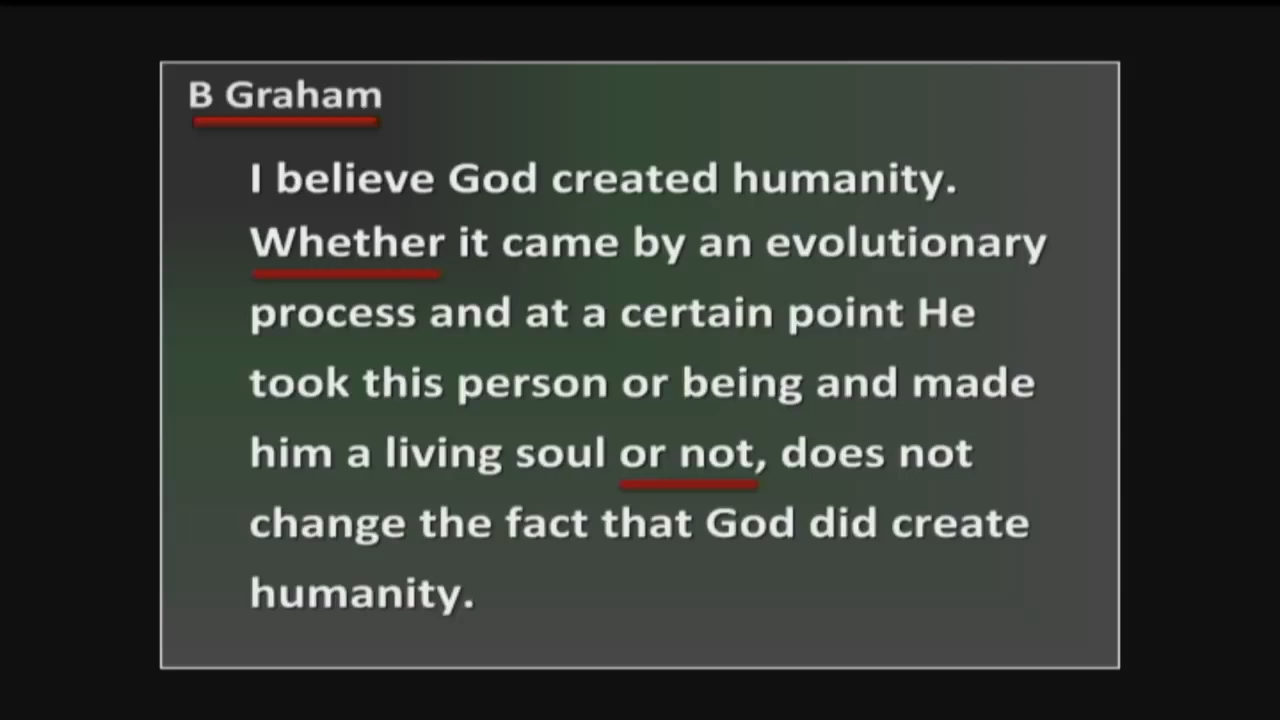 B Graham
I believe God created humanity.
Whether it came by an evolutionary
process and at a certain point He
took this person or being and made
him a living soul or not, does not
change the fact that God did create
humanity.